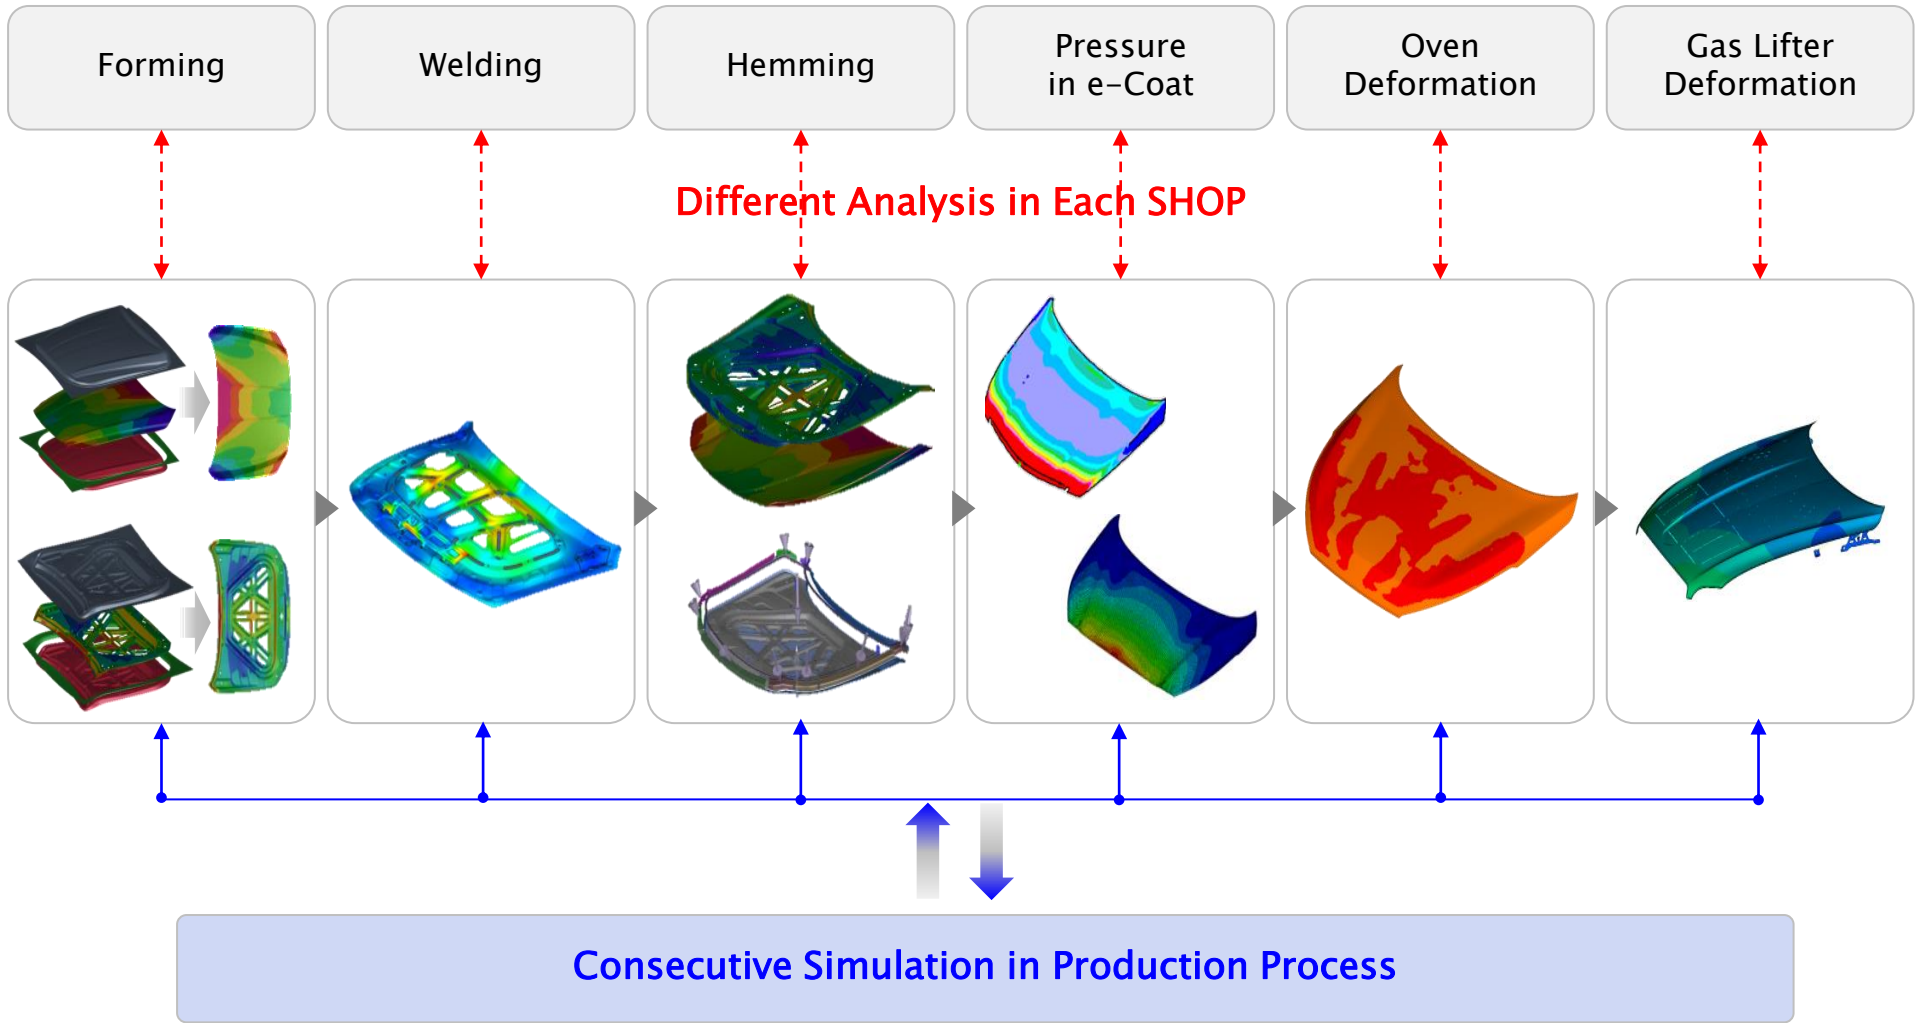 Forming
Welding
Hemming
Pressure
in e-Coat
Oven
Deformation
Gas Lifter
Deformation
Different Analysis in Each SHOP
Consecutive Simulation in Production Process